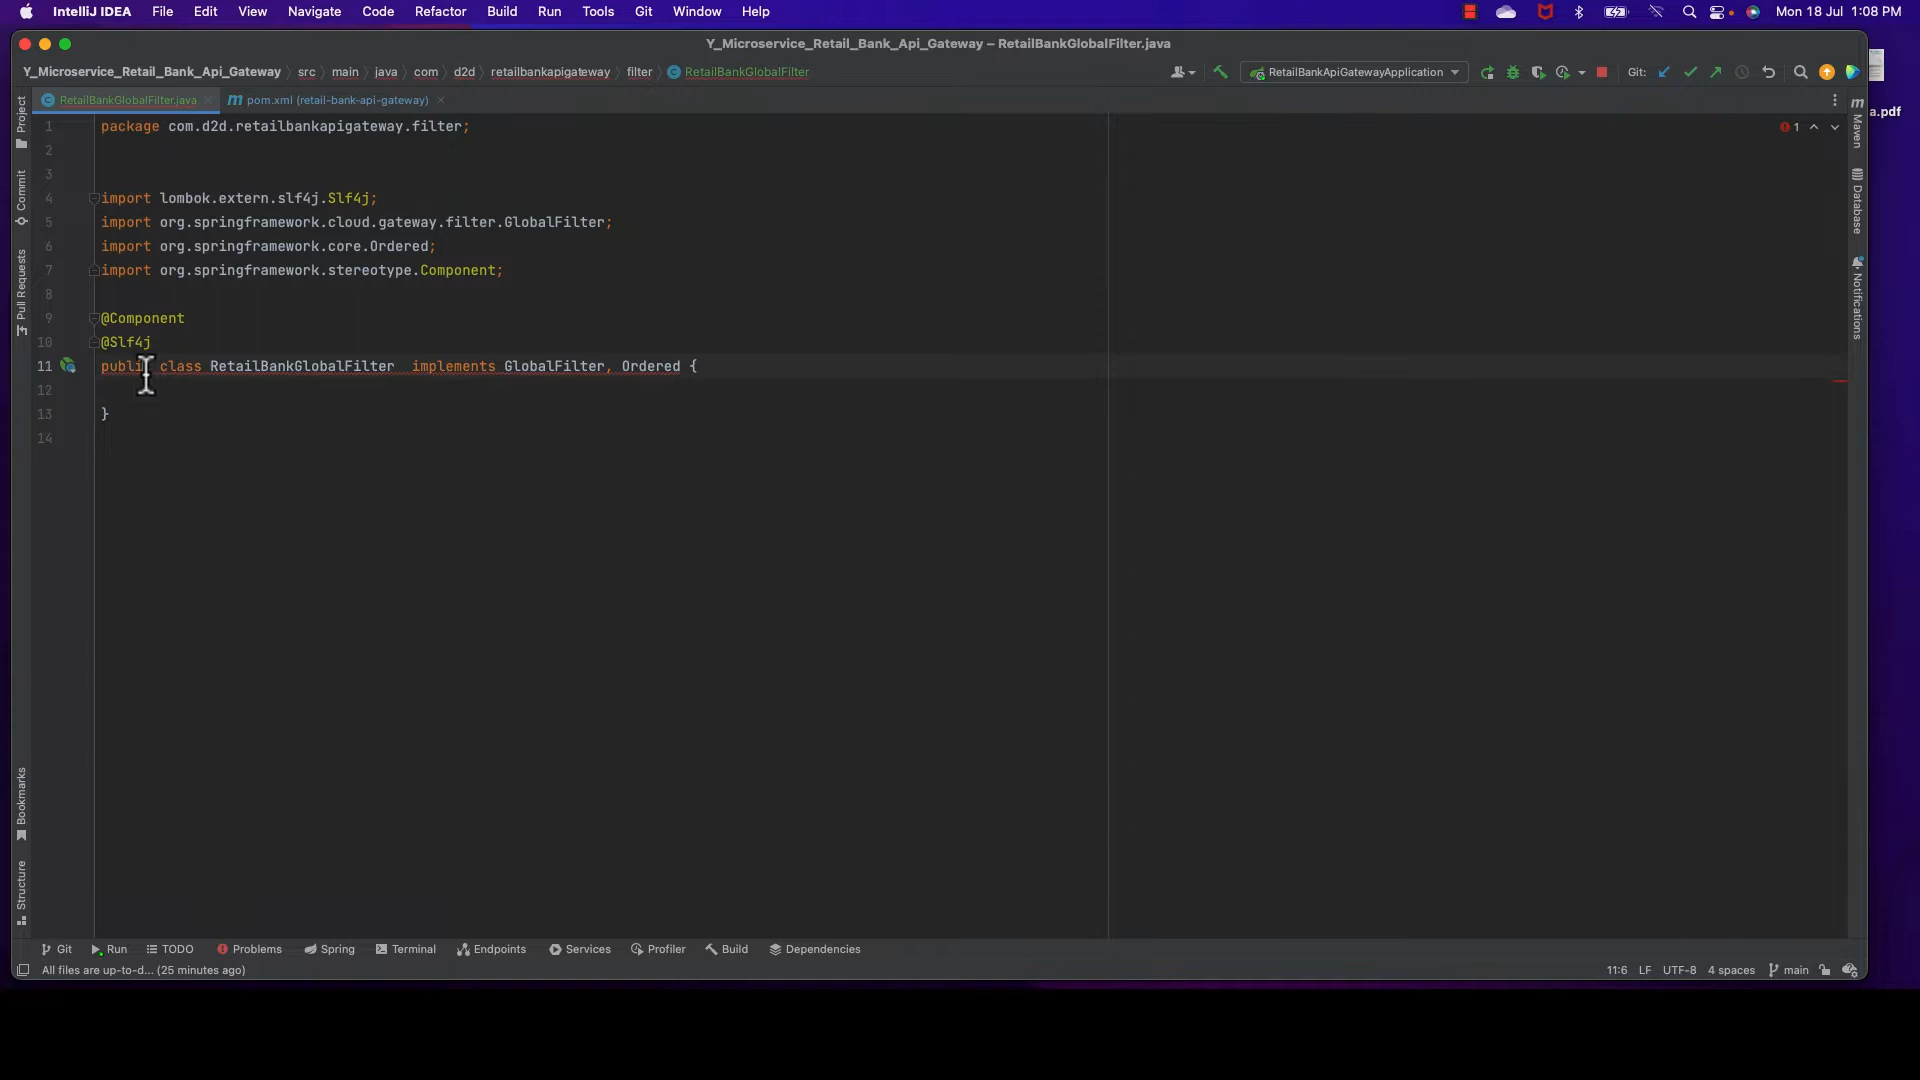 IntelliJ IDEA File Edit View Navigate Code Refactor Build Run Tools Git Window Help Mon 18 Jul 1:08 PM
Y_Microservice_Retail_Bank_Api_Gateway – RetailBankGlobalFilter.java
Y_Microservice_Retail_Bank_Api_Gateway src main java com d2d retailbankapigateway filter RetailBankGlobalFilter RetailBankApiGatewayApplication Git:
RetailBankGlobalFilter.java pom.xml (retail-bank-api-gateway)
a.pdf
1 package com.d2d.retailbankapigateway.filter;
1
2
3
4 import lombok.extern.slf4j.Slf4j;
5 import org.springframework.cloud.gateway.filter.GlobalFilter;
6 import org.springframework.core.Ordered;
7 import org.springframework.stereotype.Component;
8
9 @Component
10 @Slf4j
11 public class RetailBankGlobalFilter  implements GlobalFilter, Ordered {
12
13 }
14
Project
Commit
Pull Requests
Bookmarks
Structure
Maven
Database
Notifications
Git Run TODO Problems Spring Terminal Endpoints Services Profiler Build Dependencies
All files are up-to-d... (25 minutes ago) 11:6 LF UTF-8 4 spaces main